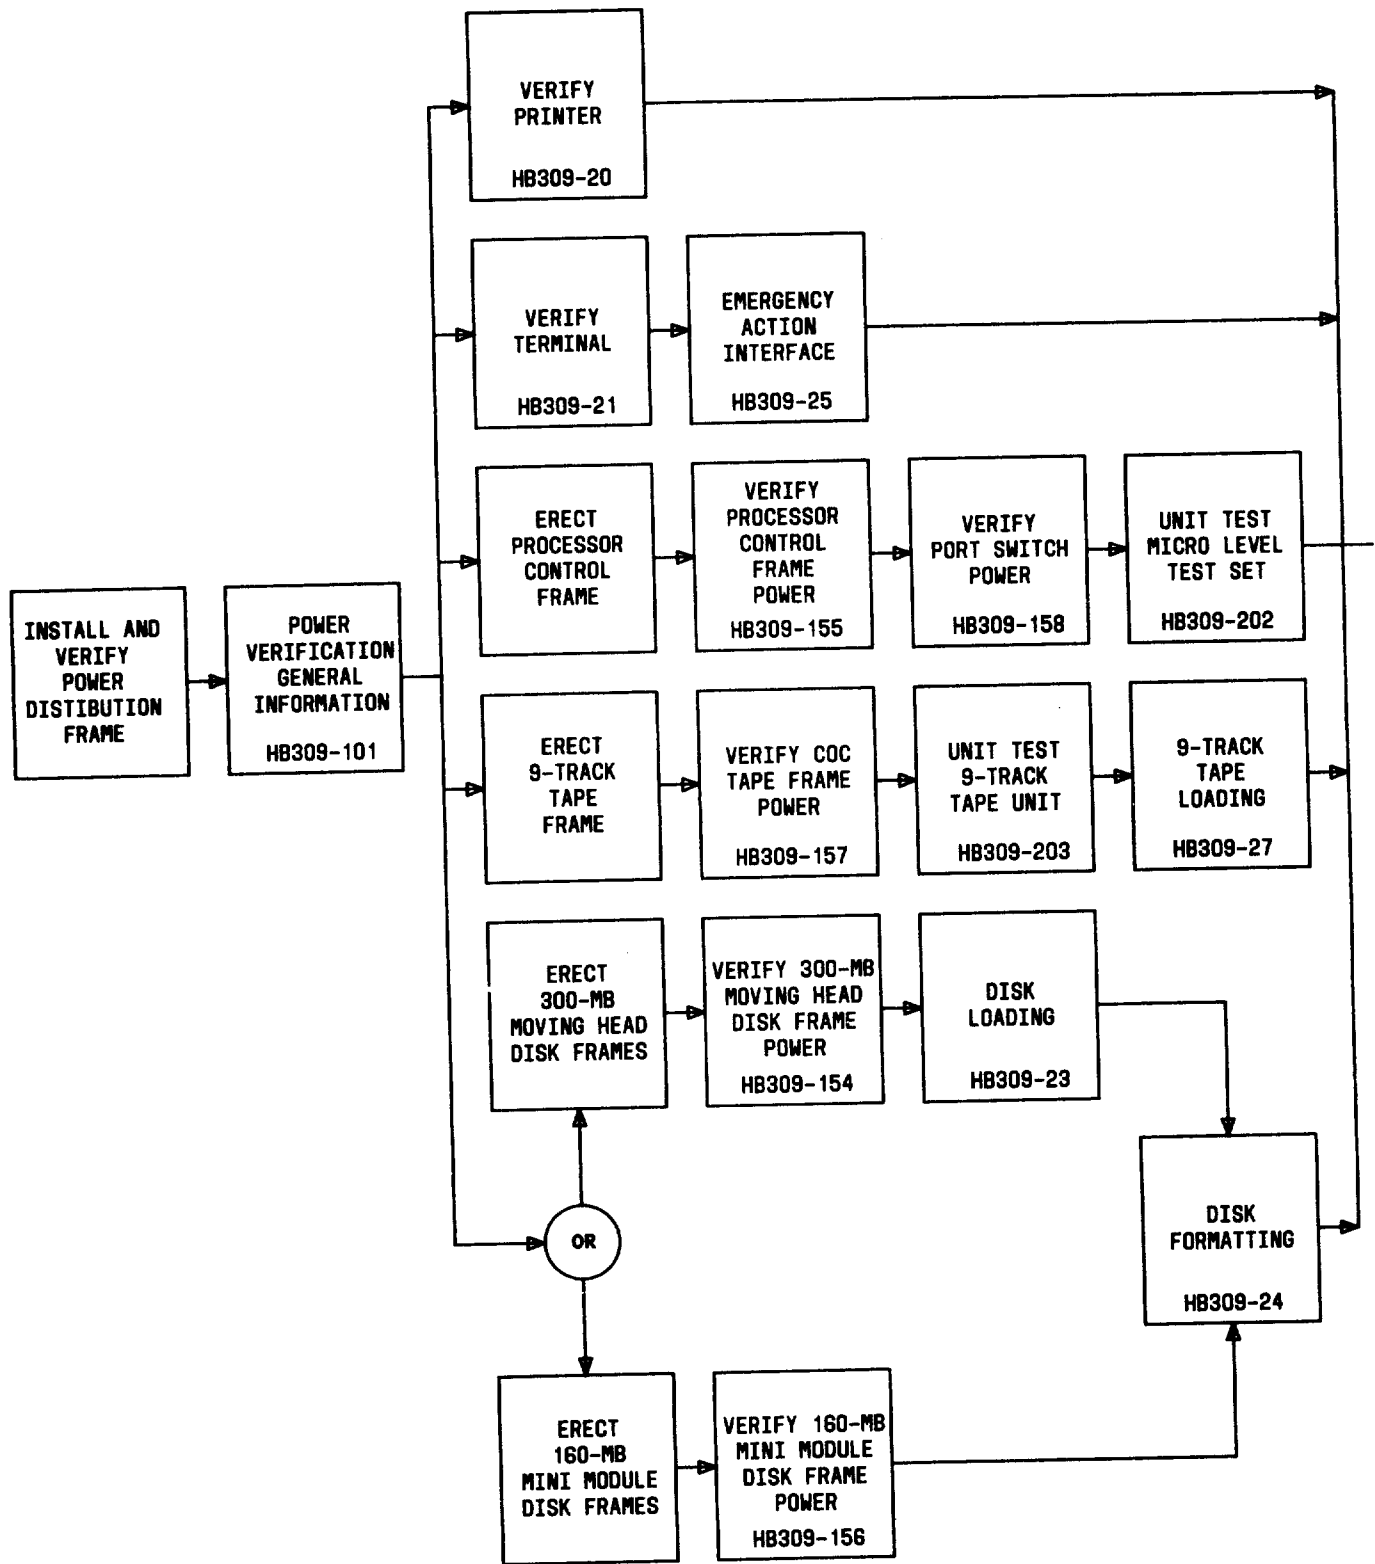 VERIFY
PRINTER
HB309-20
VERIFY
TERMINAL
HB309-21
EMERGENCY
ACTION
INTERFACE
HB309-25
ERECT
PROCESSOR
CONTROL
FRAME
VERIFY
PROCESSOR
CONTROL
FRAME
POWER
HB309-155
VERIFY
PORT SWITCH
POWER
HB309-158
UNIT TEST
MICRO LEVEL
TEST SET
HB309-202
INSTALL AND
VERIFY
POWER
DISTIBUTION
FRAME
POWER
VERIFICATION
GENERAL
INFORMATION
HB309-101
ERECT
9-TRACK
TAPE
FRAME
VERIFY COC
TAPE FRAME
POWER
HB309-157
UNIT TEST
9-TRACK
TAPE UNIT
HB309-203
9-TRACK
TAPE
LOADING
HB309-27
ERECT
300-MB
MOVING HEAD
DISK FRAMES
VERIFY 300-MB
MOVING HEAD
DISK FRAME
POWER
HB309-154
DISK
LOADING
HB309-23
OR
DISK
FORMATTING
HB309-24
ERECT
160-MB
MINI MODULE
DISK FRAMES
VERIFY 160-MB
MINI MODULE
DISK FRAME
POWER
HB309-156